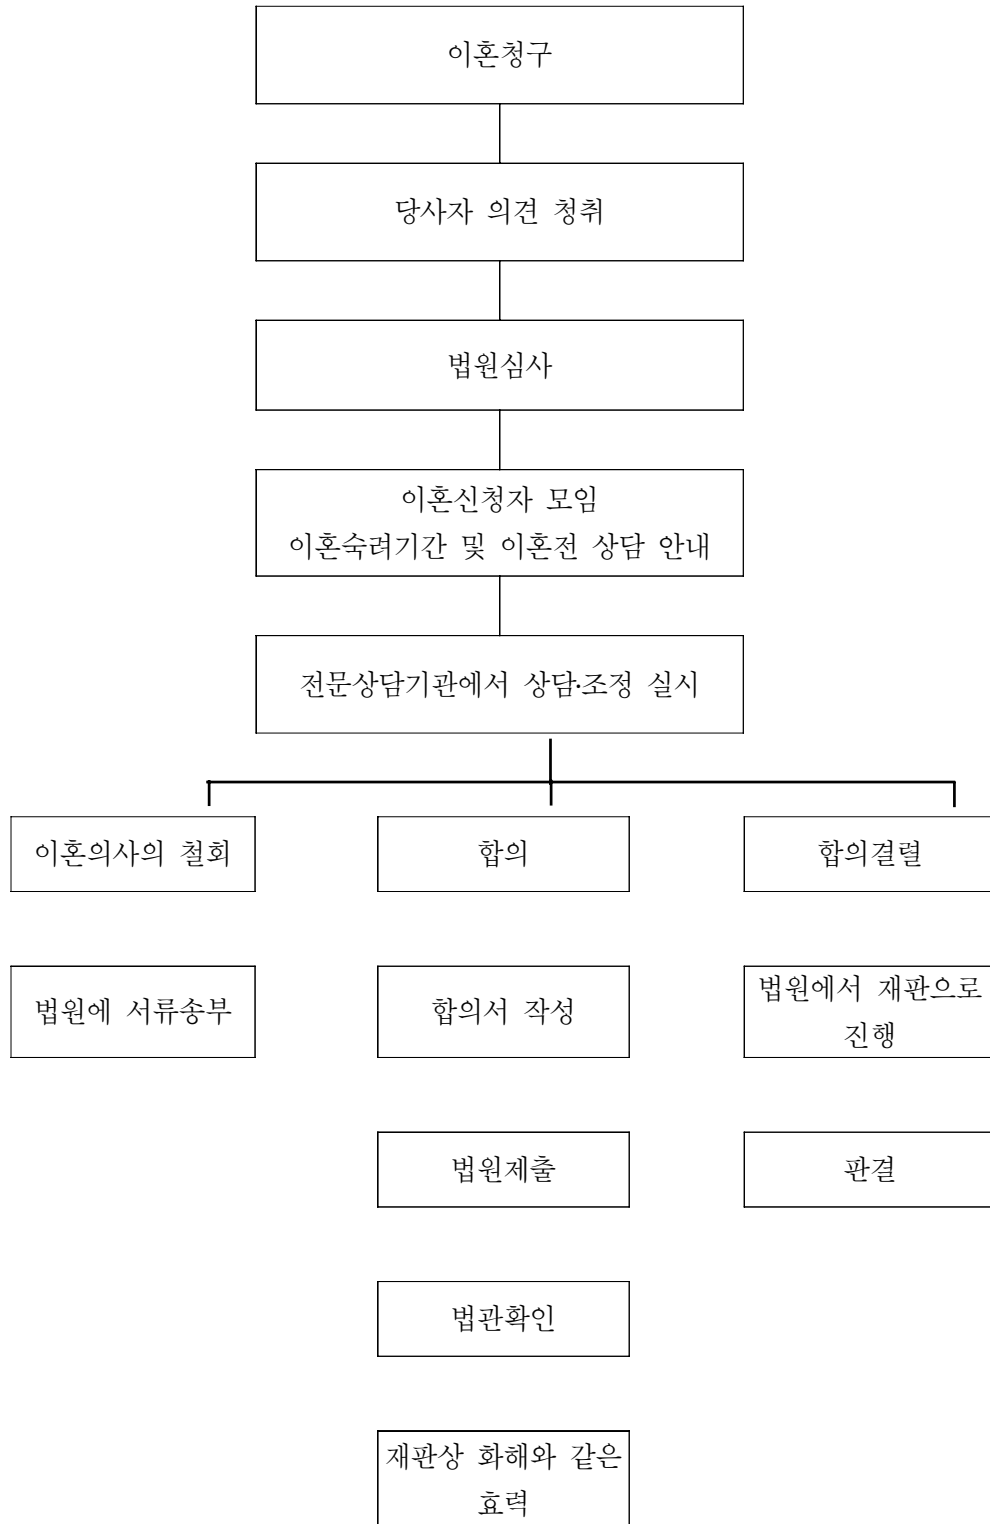 이혼청구
당사자 의견 청취
법원심사
이혼신청자 모임
이혼숙려기간 및 이혼전 상담 안내
전문상담기관에서 상담·조정 실시
이혼의사의 철회
합의
합의결렬
법원에 서류송부
합의서 작성
법원에서 재판으로
진행
법원제출
판결
법관확인
재판상 화해와 같은
효력